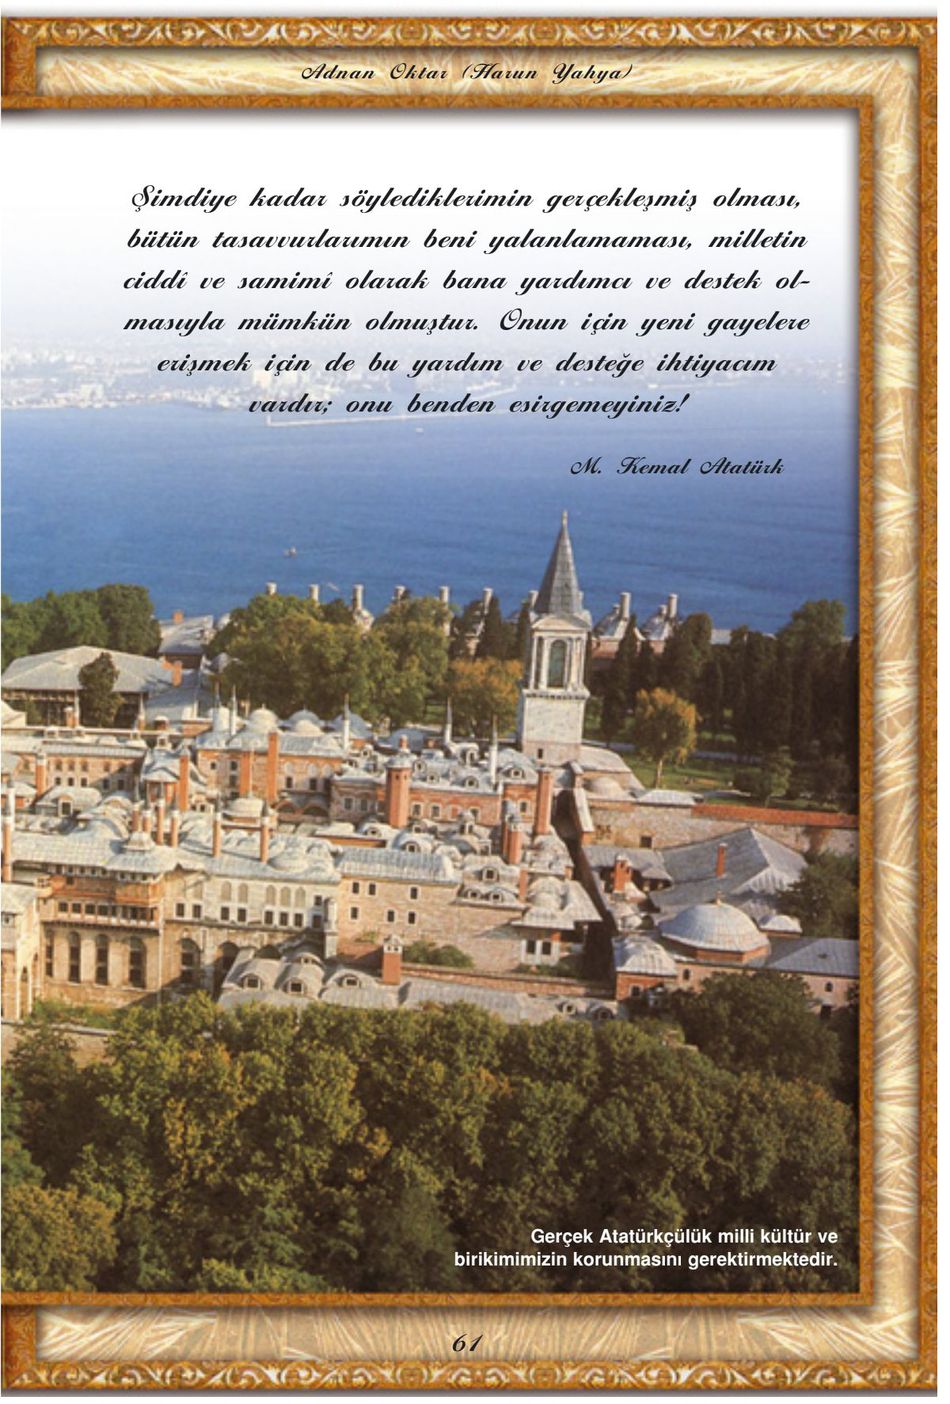 Adnan Oktar (Harun Yahya)
Şimdiye kadar söylediklerimin gerçekleşmiş olması,
bütün tasavvurlarımın beni yalanlamaması, milletin
ciddî ve samimî olarak bana yardımcı ve destek ol-
masıyla mümkün olmuştur. Onun için yeni gayelere
erişmek için de bu yardım ve desteğe ihtiyacım
vardır; onu benden esirgemeyiniz!
M. Kemal Atatürk
Gerçek Atatürkçülük milli kültür ve
birikimimizin korunmasını gerektirmektedir.
61